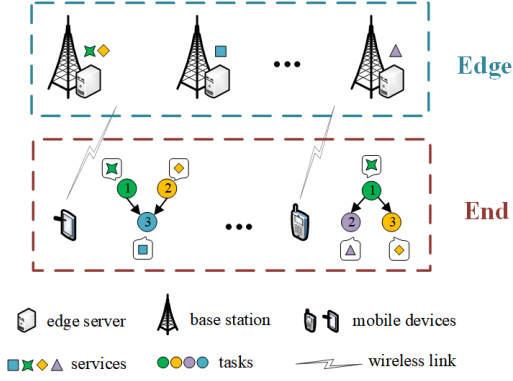 Edge
1
2
3
1
2
3
End
edge server
base station
mobile devices
services
tasks
wireless link